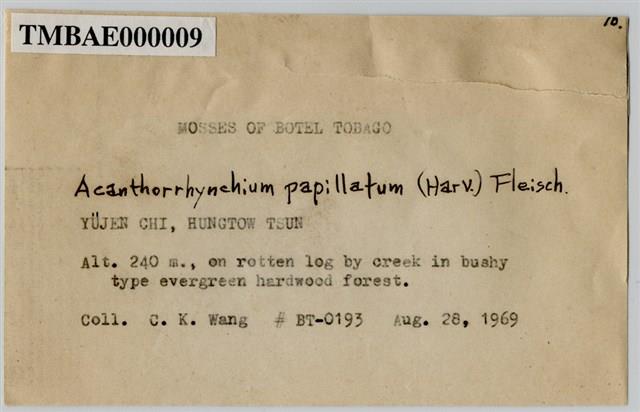 10.
TMBAE000009
MOSSES OF BOTEL TOBAGO
Acanthorrhynchium papillatum (Harv.) Fleisch.
YÜJEN CHI, HUNGTOW TSUN
Alt. 240 m., on rotten log by creek in bushy
type evergreen hardwood forest.
Coll. C. K. Wang # BT-0193 Aug. 28, 1969